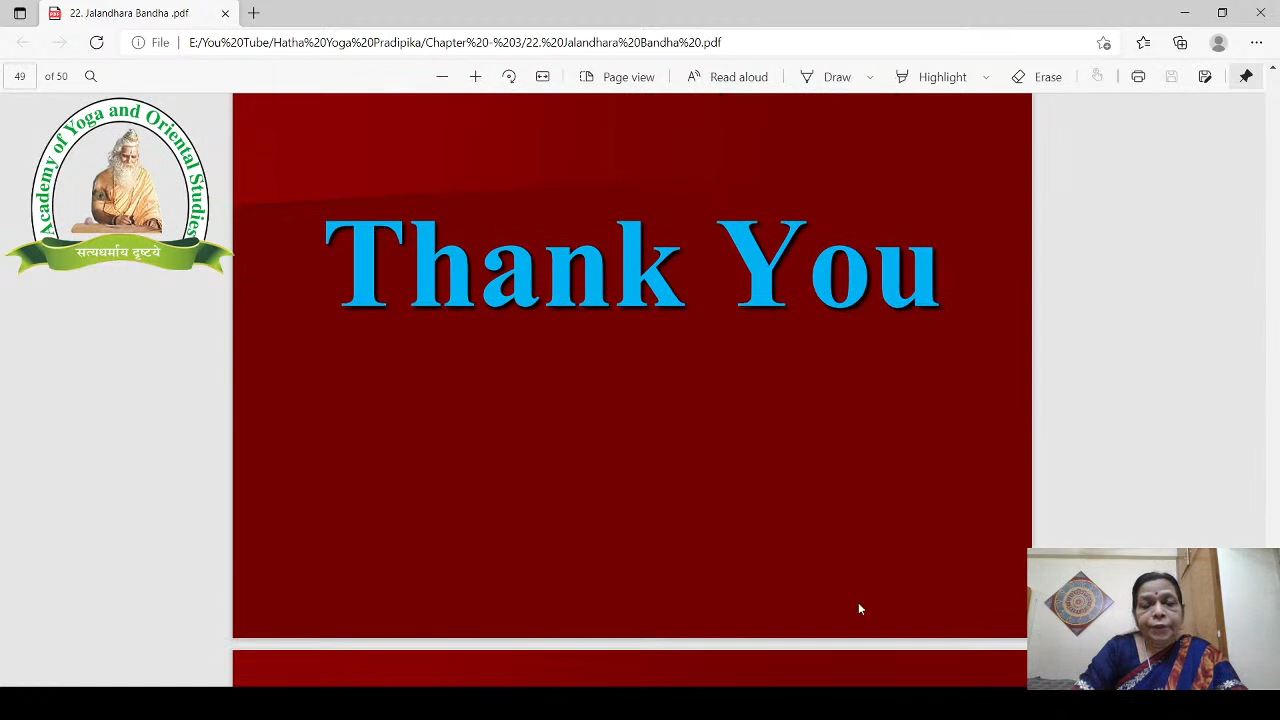 22. Jalandhara Bandha .pdf
File
E:/You%20Tube/Hatha%20Yoga%20Pradipika/Chapter%20-%203/22.%20Jalandhara%20Bandha%20.pdf
49 of 50
Page view
Read aloud
Draw
Highlight
Erase
Academy of Yoga and Oriental Studies
सत्यधर्माय दृष्टये
Thank You